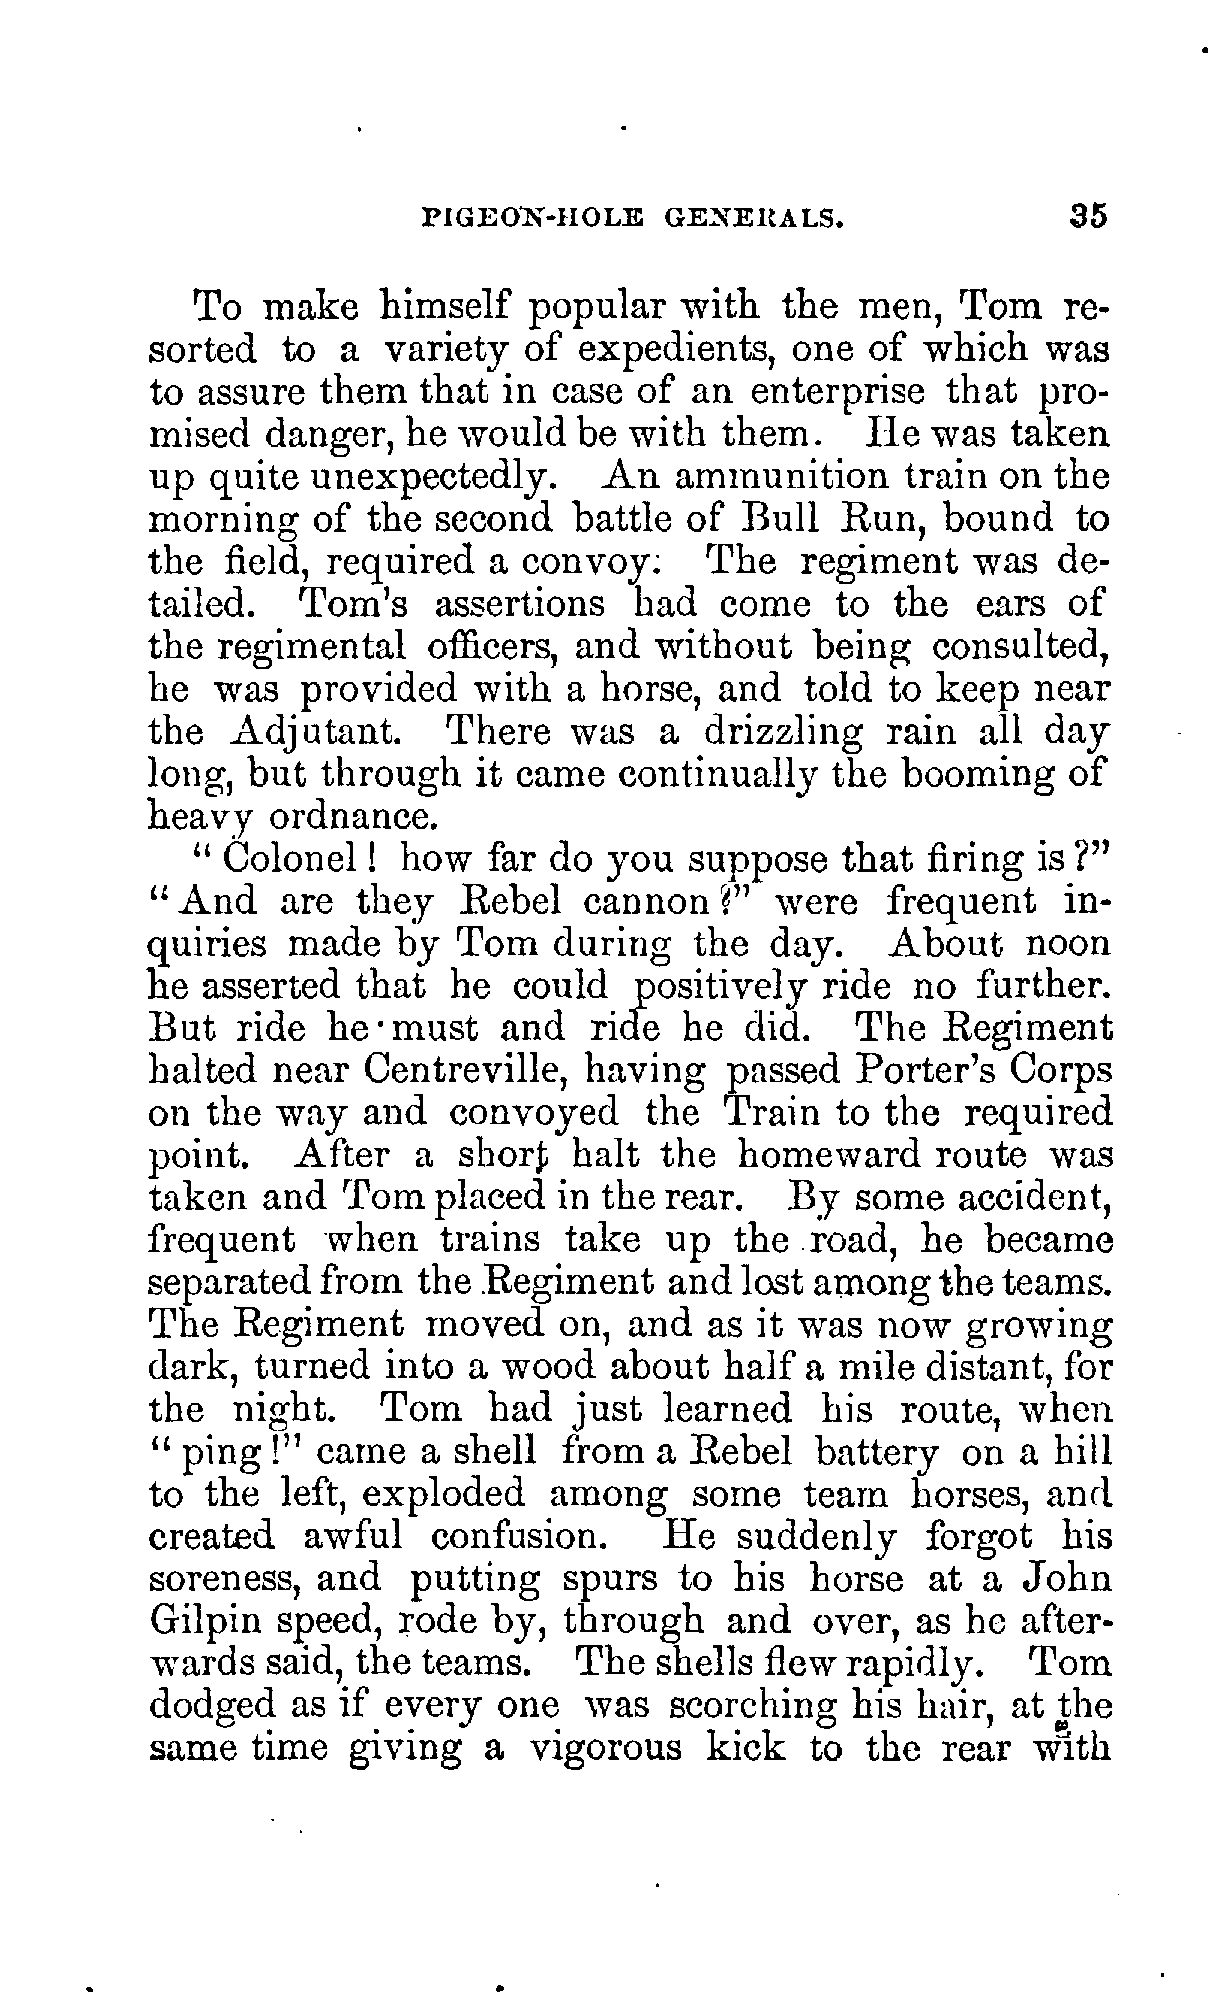 PIGEON-HOLE GENERALS. 35
To make himself popular with the men, Tom re-
sorted to a variety of expedients, one of which was
to assure them that in case of an enterprise that pro-
mised danger, he would be with them. He was taken
up quite unexpectedly. An ammunition train on the
morning of the second battle of Bull Run, bound to
the field, required a convoy: The regiment was de-
tailed. Tom's assertions had come to the ears of
the regimental officers, and without being consulted,
he was provided with a horse, and told to keep near
the Adjutant. There was a drizzling rain all day
long, but through it came continually the booming of
heavy ordnance.
"Colonel! how far do you suppose that firing is?"
"And are they Rebel cannon?" were frequent in-
quiries made by Tom during the day. About noon
he asserted that he could positively ride no further.
But ride he must and ride he did. The Regiment
halted near Centreville, having passed Porter's Corps
on the way and convoyed the Train to the required
point. After a short halt the homeward route was
taken and Tom placed in the rear. By some accident,
frequent when trains take up the road, he became
separated from the Regiment and lost among the teams.
The Regiment moved on, and as it was now growing
dark, turned into a wood about half a mile distant, for
the night. Tom had just learned his route, when
"ping!" came a shell from a Rebel battery on a hill
to the left, exploded among some team horses, and
created awful confusion. He suddenly forgot his
soreness, and putting spurs to his horse at a John
Gilpin speed, rode by, through and over, as he after-
wards said, the teams. The shells flew rapidly. Tom
dodged as if every one was scorching his hair, at the
same time giving a vigorous kick to the rear with